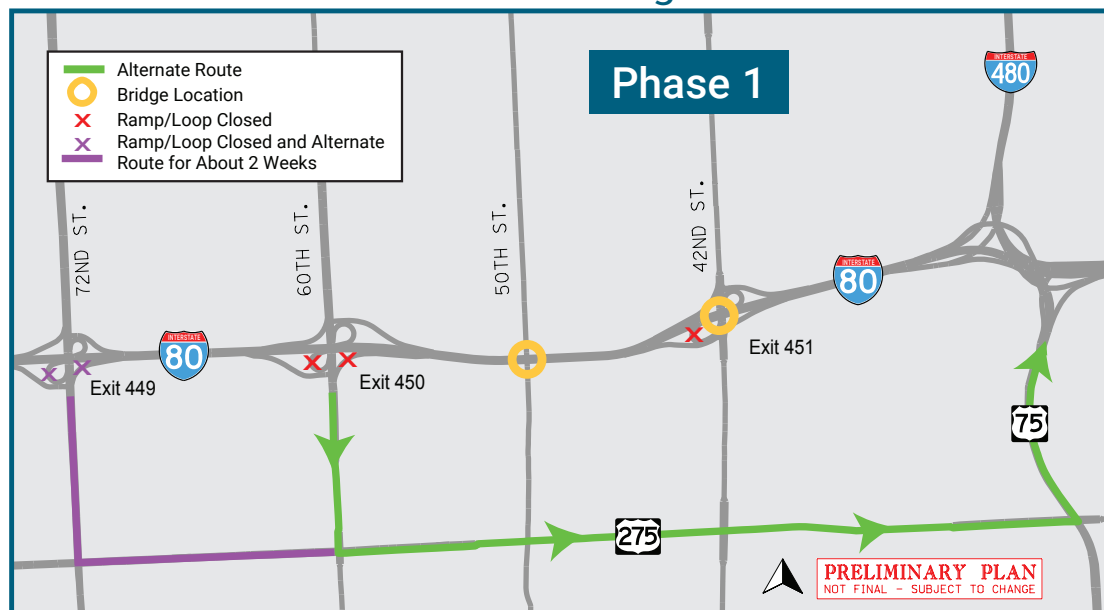 Alternate Route
Bridge Location
Ramp/Loop Closed
Ramp/Loop Closed and Alternate
Route for About 2 Weeks
Phase 1
INTERSTATE
480
72ND ST.
60TH ST.
50TH ST.
42ND ST.
INTERSTATE
80
INTERSTATE
80
Exit 449
Exit 450
Exit 451
75
275
PRELIMINARY PLAN
NOT FINAL - SUBJECT TO CHANGE